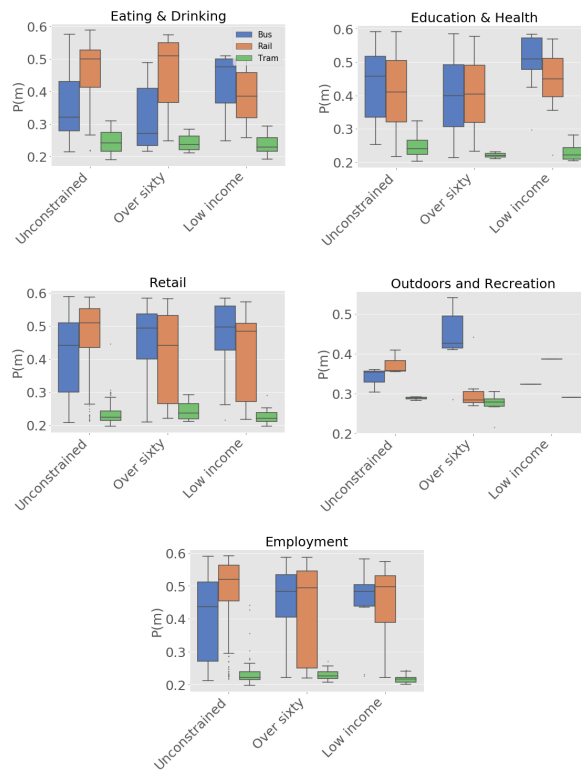 Eating & Drinking
P(m)
0.6
0.5
0.4
0.3
0.2
Bus
Rail
Tram
Unconstrained
Over sixty
Low income
Education & Health
P(m)
0.6
0.5
0.4
0.3
0.2
Unconstrained
Over sixty
Low income
Retail
P(m)
0.6
0.5
0.4
0.3
0.2
Unconstrained
Over sixty
Low income
Outdoors and Recreation
P(m)
0.5
0.4
0.3
0.2
Unconstrained
Over sixty
Low income
Employment
P(m)
0.6
0.5
0.4
0.3
0.2
Unconstrained
Over sixty
Low income